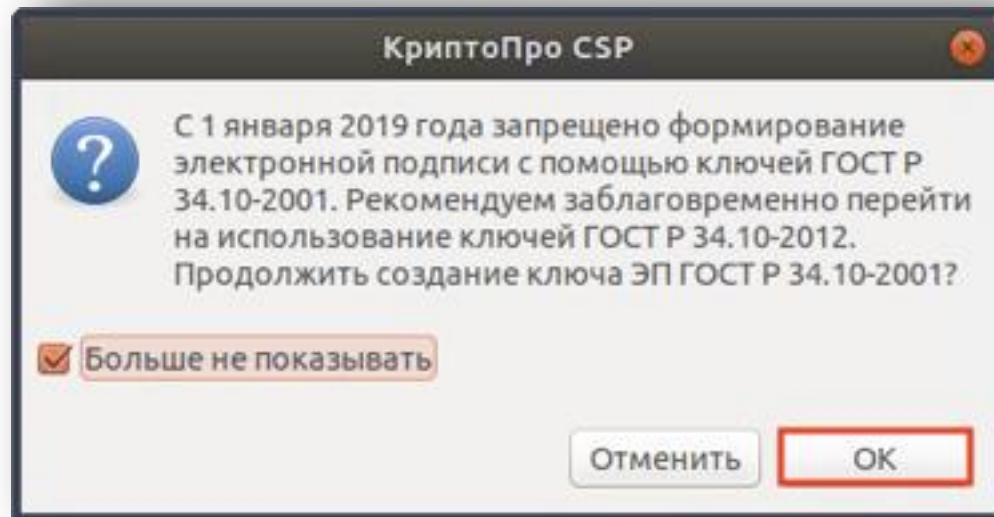 КриптоПро CSP
С 1 января 2019 года запрещено формирование
электронной подписи с помощью ключей ГОСТ Р
34.10-2001. Рекомендуем заблаговременно перейти
на использование ключей ГОСТ Р 34.10-2012.
Продолжить создание ключа ЭП ГОСТ Р 34.10-2001?
Больше не показывать
Отменить
ОК